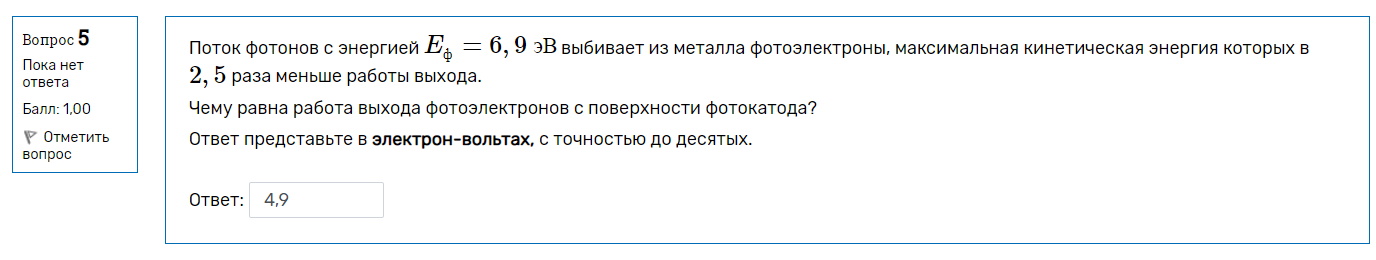 Вопрос 5
Пока нет
ответа
Балл: 1,00
Отметить
вопрос
Поток фотонов с энергией Eф = 6, 9 эВ выбивает из металла фотоэлектроны, максимальная кинетическая энергия которых в
2, 5 раза меньше работы выхода.
Чему равна работа выхода фотоэлектронов с поверхности фотокатода?
Ответ представьте в электрон-вольтах, с точностью до десятых.
Ответ: 4,9